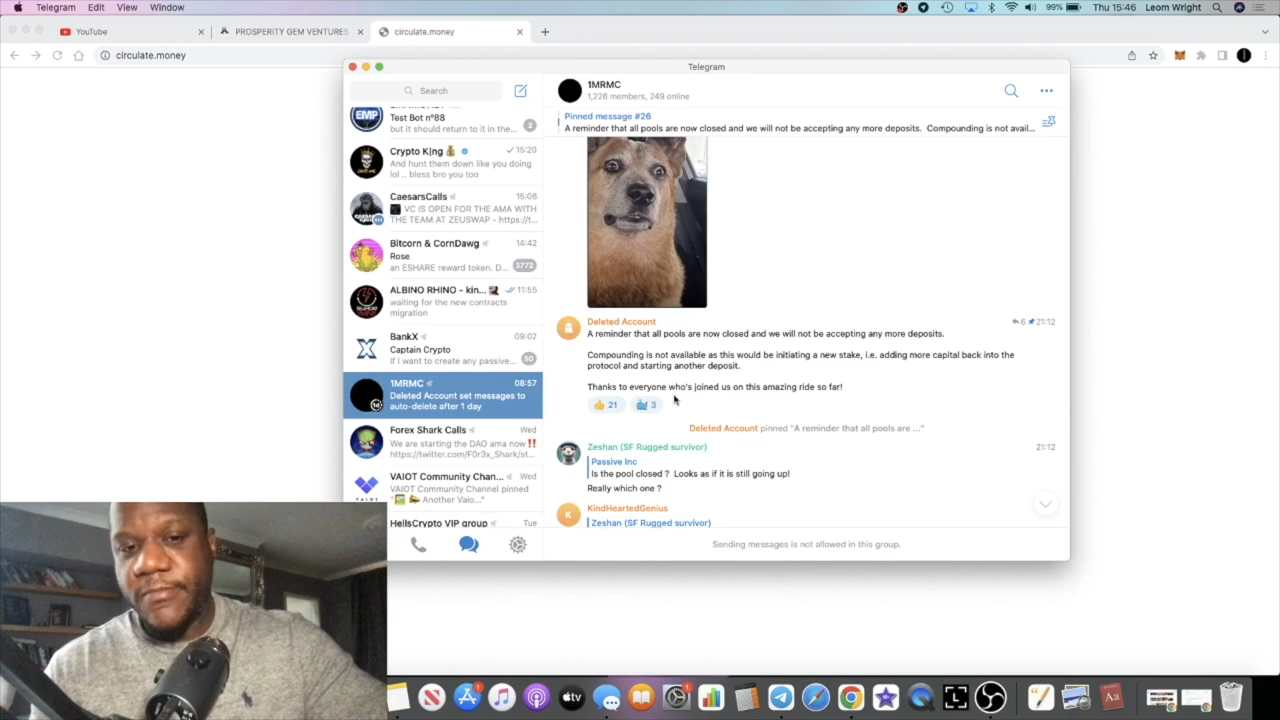 Telegram Edit View Window
99% Thu 15:46 Leom Wright
YouTube
PROSPERITY GEM VENTURES
circulate.money
circulate.money
Telegram
Search
Test Bot n°88
but it should return to it in the...
2
Crypto K|ng 💰
15:20
And hunt them down like you doing
lol .. bless bro you too
CaesarsCalls
15:06
VC IS OPEN FOR THE AMA WITH
THE TEAM AT ZEUSWAP - https://t...
Bitcorn & CornDawg
14:42
Rose
an ESHARE reward token. D...
3772
ALBINO RHINO - kin...
11:55
waiting for the new contracts
migration
BankX
09:02
Captain Crypto
If I want to create any passive...
50
1MRMC
08:57
Deleted Account set messages to
auto-delete after 1 day
Forex Shark Calls
Wed
We are starting the DAO ama now‼️
https://twitter.com/F0r3x_Shark/st...
VAIOT Community Chan...
Wed
VAIOT Community Channel pinned
"🖼 📣 Another Vaio..."
HellsCrypto VIP group
Tue
1MRMC
1,226 members, 249 online
Pinned message #26
A reminder that all pools are now closed and we will not be accepting any more deposits. Compounding is not avail...
Deleted Account
6 21:12
A reminder that all pools are now closed and we will not be accepting any more deposits.
Compounding is not available as this would be initiating a new stake, i.e. adding more capital back into the
protocol and starting another deposit.
Thanks to everyone who's joined us on this amazing ride so far!
👍 21 3
Deleted Account pinned "A reminder that all pools are ..."
Zeshan (SF Rugged survivor)
21:12
Passive Inc
Is the pool closed ? Looks as if it is still going up!
Really which one ?
K
KindHeartedGenius
Zeshan (SF Rugged survivor)
Sending messages is not allowed in this group.